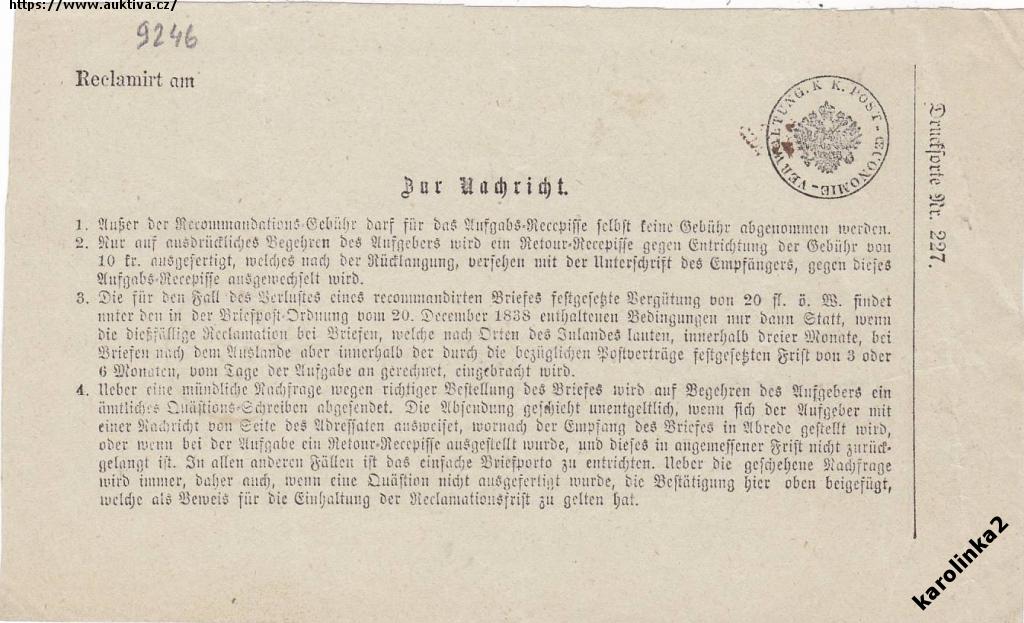 https://www.auktiva.cz/
9246
Reclamirt am
VERWALTUNG. K. K. POST-ŒCONOMIE-
Zur Nachricht.
1. Außer der Recommandations-Gebühr darf für das Aufgabs-Recepisse selbst keine Gebühr abgenommen werden.
2. Nur auf ausdrückliches Begehren des Aufgebers wird ein Retour-Recepisse gegen Entrichtung der Gebühr von
10 kr. ausgefertigt, welches nach der Rücklangung, versehen mit der Unterschrift des Empfängers, gegen dieses
Aufgabs-Recepisse ausgewechselt wird.
3. Die für den Fall des Verlustes eines recommandirten Briefes festgesetzte Vergütung von 20 fl. ö. W. findet
unter den in der Briefpost-Ordnung vom 20. December 1838 enthaltenen Bedingungen nur dann Statt, wenn
die dießfällige Reclamation bei Briefen, welche nach Orten des Inlandes lauten, innerhalb dreier Monate, bei
Briefen nach dem Auslande aber innerhalb der durch die bezüglichen Postverträge festgesetzten Frist von 3 oder
6 Monaten, vom Tage der Aufgabe an gerechnet, eingebracht wird.
4. Ueber eine mündliche Nachfrage wegen richtiger Bestellung des Briefes wird auf Begehren des Aufgebers ein
ämtliches Quästions-Schreiben abgesendet. Die Absendung geschieht unentgeltlich, wenn sich der Aufgeber mit
einer Nachricht von Seite des Adressaten ausweiset, wornach der Empfang des Briefes in Abrede gestellt wird,
oder wenn bei der Aufgabe ein Retour-Recepisse ausgestellt wurde, und dieses in angemessener Frist nicht zurück-
gelangt ist. In allen anderen Fällen ist das einfache Briefporto zu entrichten. Ueber die geschehene Nachfrage
wird immer, daher auch, wenn eine Quästion nicht ausgefertigt wurde, die Bestätigung hier oben beigefügt,
welche als Beweis für die Einhaltung der Reclamationsfrist zu gelten hat.
Drucksorte Nr. 227.
karolinka2